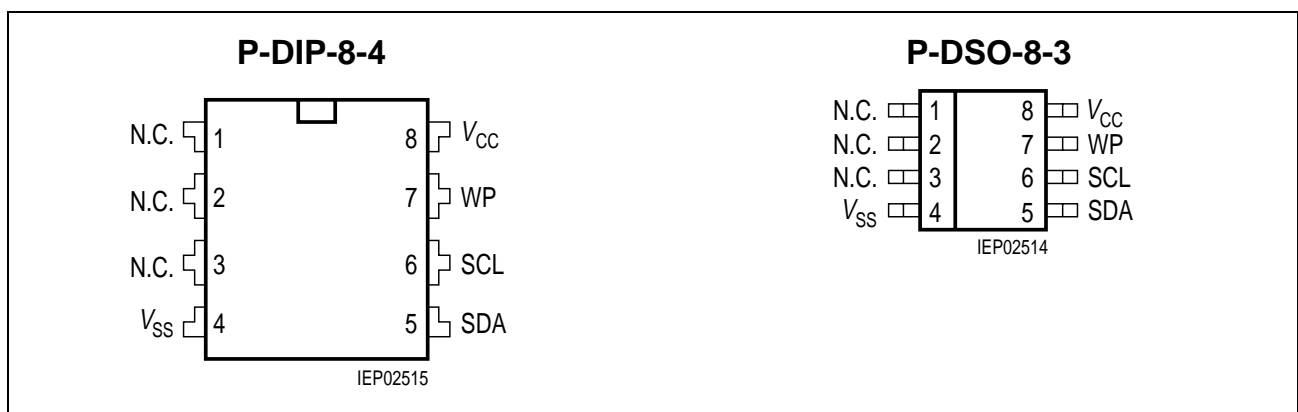 P-DIP-8-4
N.C. 1 8 VCC
N.C. 2 7 WP
N.C. 3 6 SCL
VSS 4 5 SDA
IEP02515
P-DSO-8-3
N.C. 1 8 VCC
N.C. 2 7 WP
N.C. 3 6 SCL
VSS 4 5 SDA
IEP02514